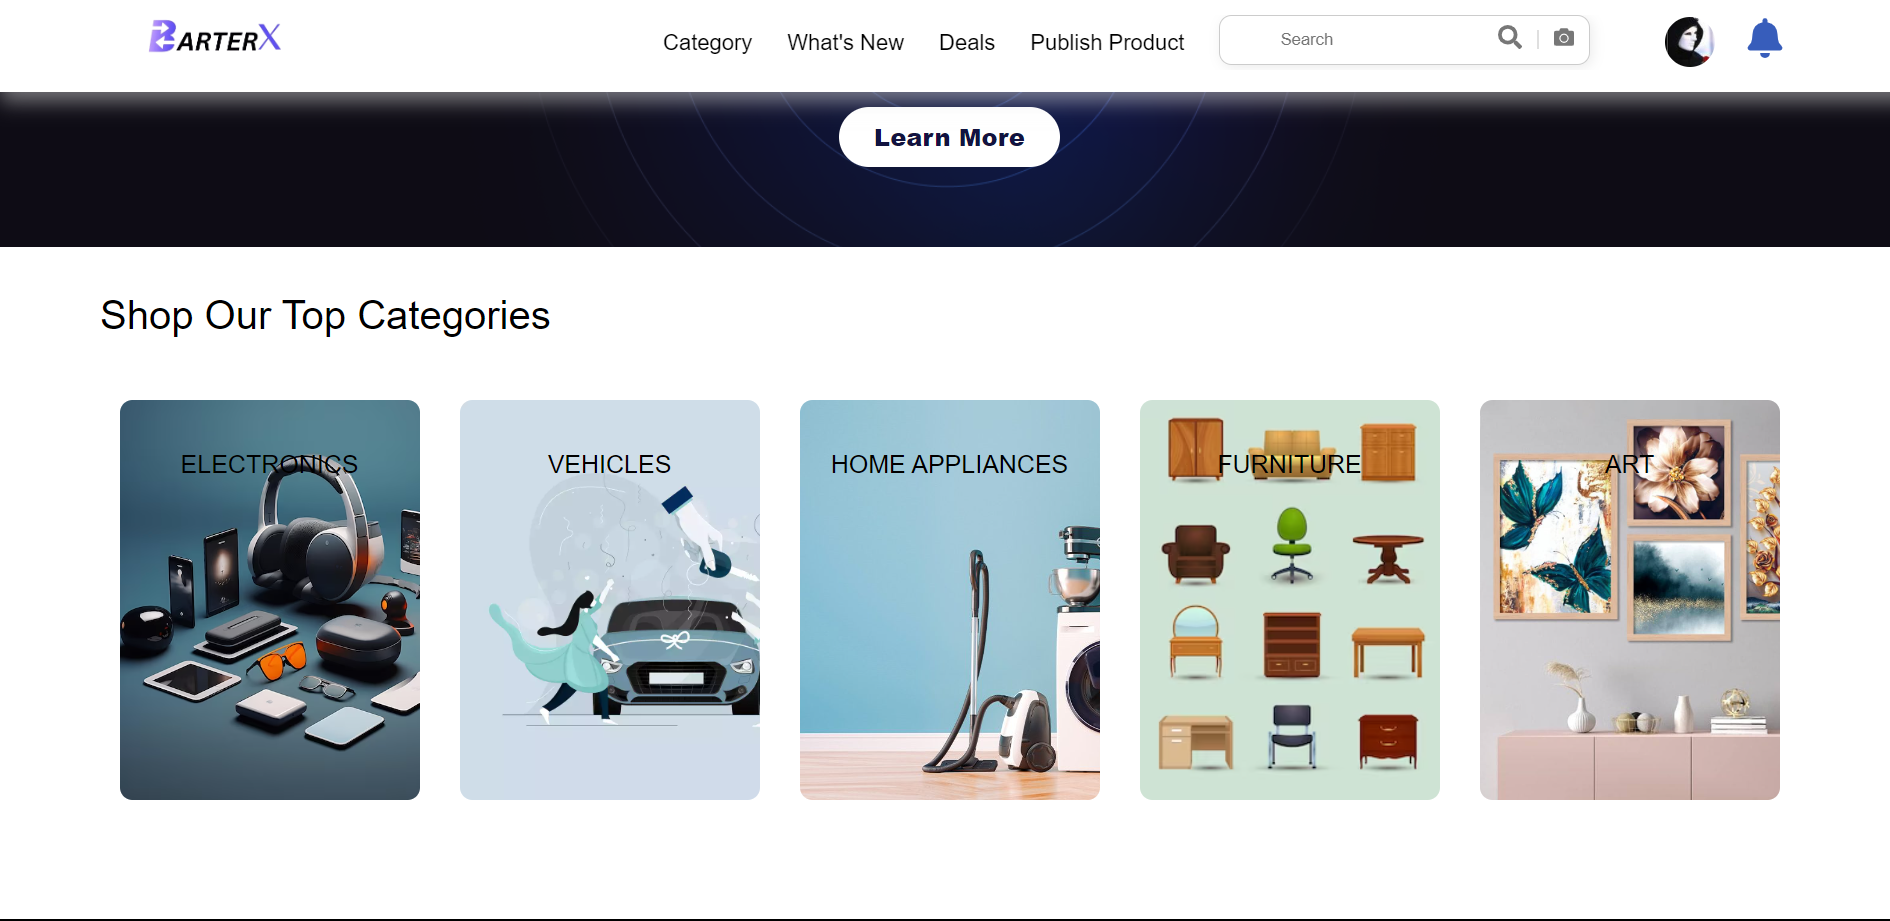 BARTERX
Category What's New Deals Publish Product Search
Learn More
Shop Our Top Categories
ELECTRONICS VEHICLES HOME APPLIANCES FURNITURE ART